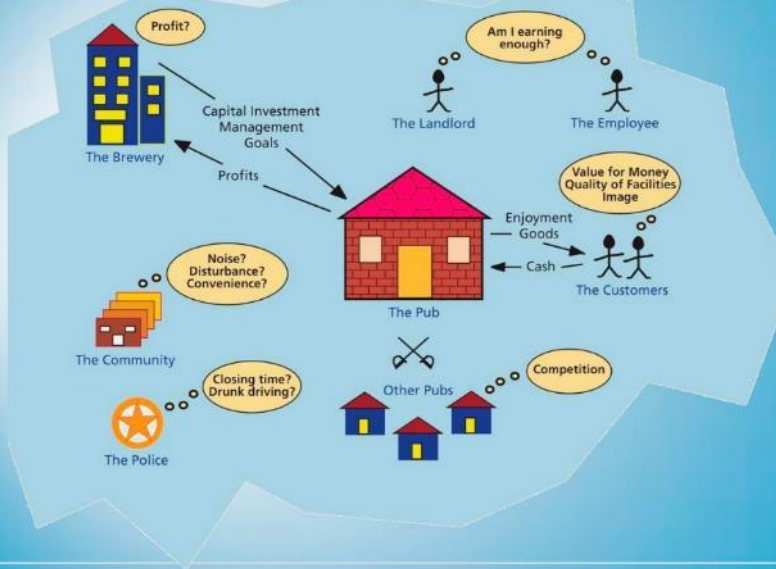 Profit?
The Brewery
Capital Investment
Management
Goals
Profits
Am I earning
enough?
The Landlord
The Employee
Value for Money
Quality of Facilities
Image
Enjoyment
Goods
Cash
The Customers
The Pub
Noise?
Disturbance?
Convenience?
The Community
Closing time?
Drunk driving?
The Police
Other Pubs
Competition